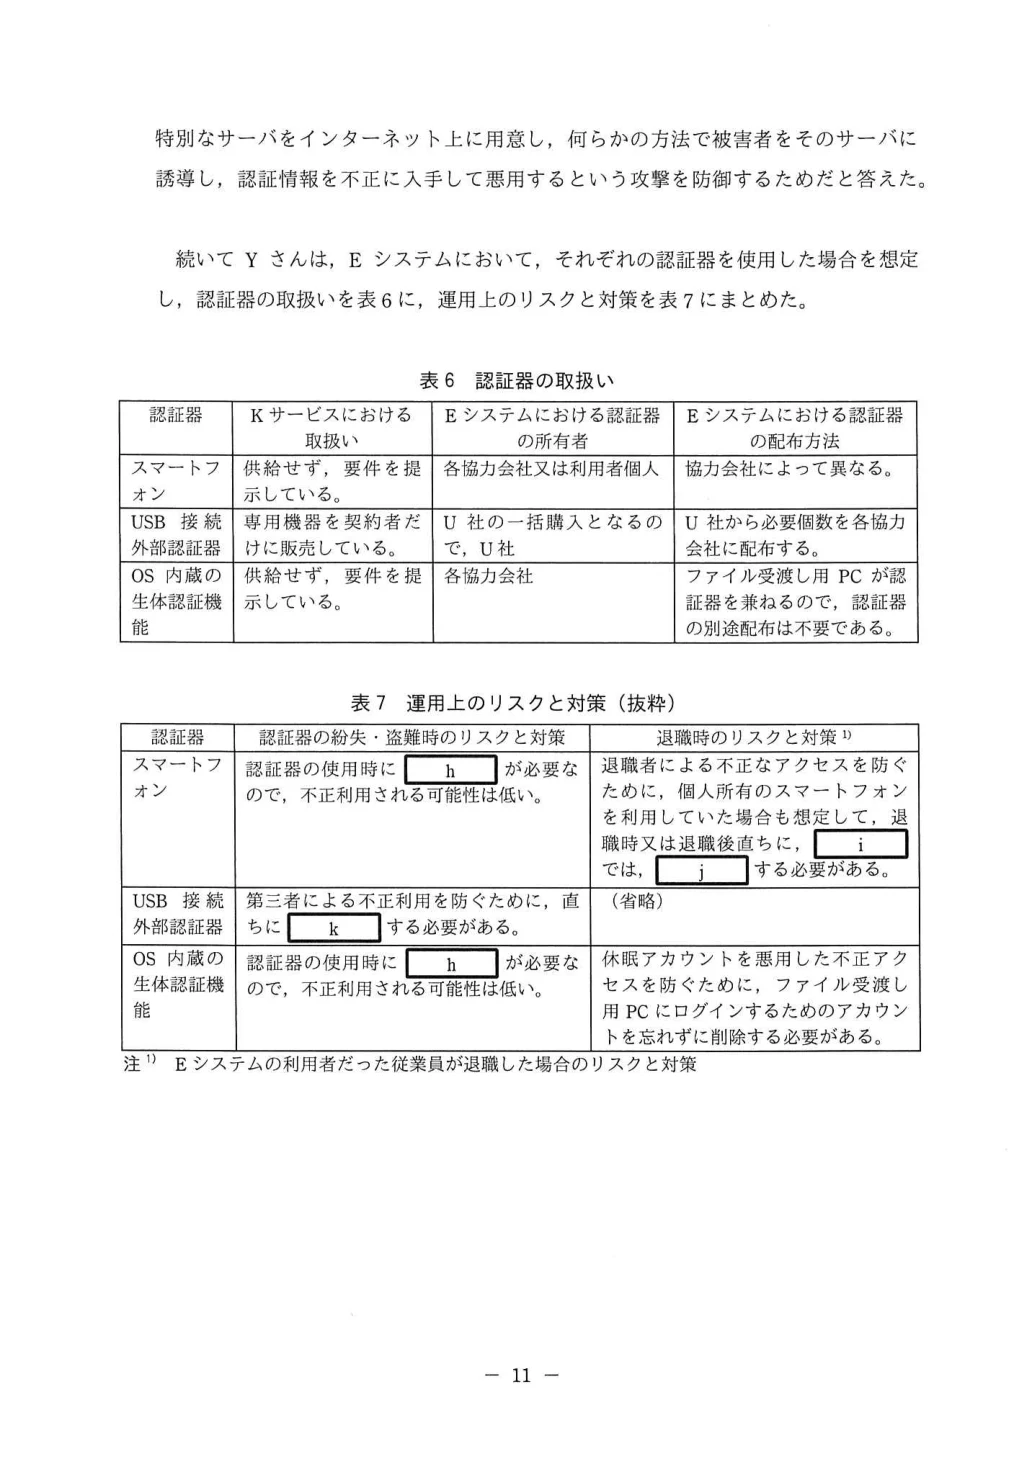 特別なサーバをインターネット上に用意し，何らかの方法で被害者をそのサーバに
誘導し，認証情報を不正に入手して悪用するという攻撃を防御するためだと答えた。
続いて Y さんは，E システムにおいて，それぞれの認証器を使用した場合を想定
し，認証器の取扱いを表6に，運用上のリスクと対策を表7にまとめた。
表6　認証器の取扱い
認証器
K サービスにおける
取扱い
E システムにおける認証器
の所有者
E システムにおける認証器
の配布方法
スマートフ
ォン
供給せず，要件を提
示している。
各協力会社又は利用者個人
協力会社によって異なる。
USB 接続
外部認証器
専用機器を契約者だ
けに販売している。
U 社の一括購入となるの
で，U社
U 社から必要個数を各協力
会社に配布する。
OS 内蔵の
生体認証機
能
供給せず，要件を提
示している。
各協力会社
ファイル受渡し用 PC が認
証器を兼ねるので，認証器
の別途配布は不要である。
表7　運用上のリスクと対策（抜粋）
認証器
認証器の紛失・盗難時のリスクと対策
退職時のリスクと対策 1)
スマートフ
ォン
認証器の使用時に h が必要な
ので，不正利用される可能性は低い。
退職者による不正なアクセスを防ぐ
ために，個人所有のスマートフォン
を利用していた場合も想定して，退
職時又は退職後直ちに， i
では， j する必要がある。
USB 接続
外部認証器
第三者による不正利用を防ぐために，直
ちに k する必要がある。
（省略）
OS 内蔵の
生体認証機
能
認証器の使用時に h が必要な
ので，不正利用される可能性は低い。
休眠アカウントを悪用した不正アク
セスを防ぐために，ファイル受渡し
用 PC にログインするためのアカウン
トを忘れずに削除する必要がある。
注 1)　E システムの利用者だった従業員が退職した場合のリスクと対策
－ 11 －